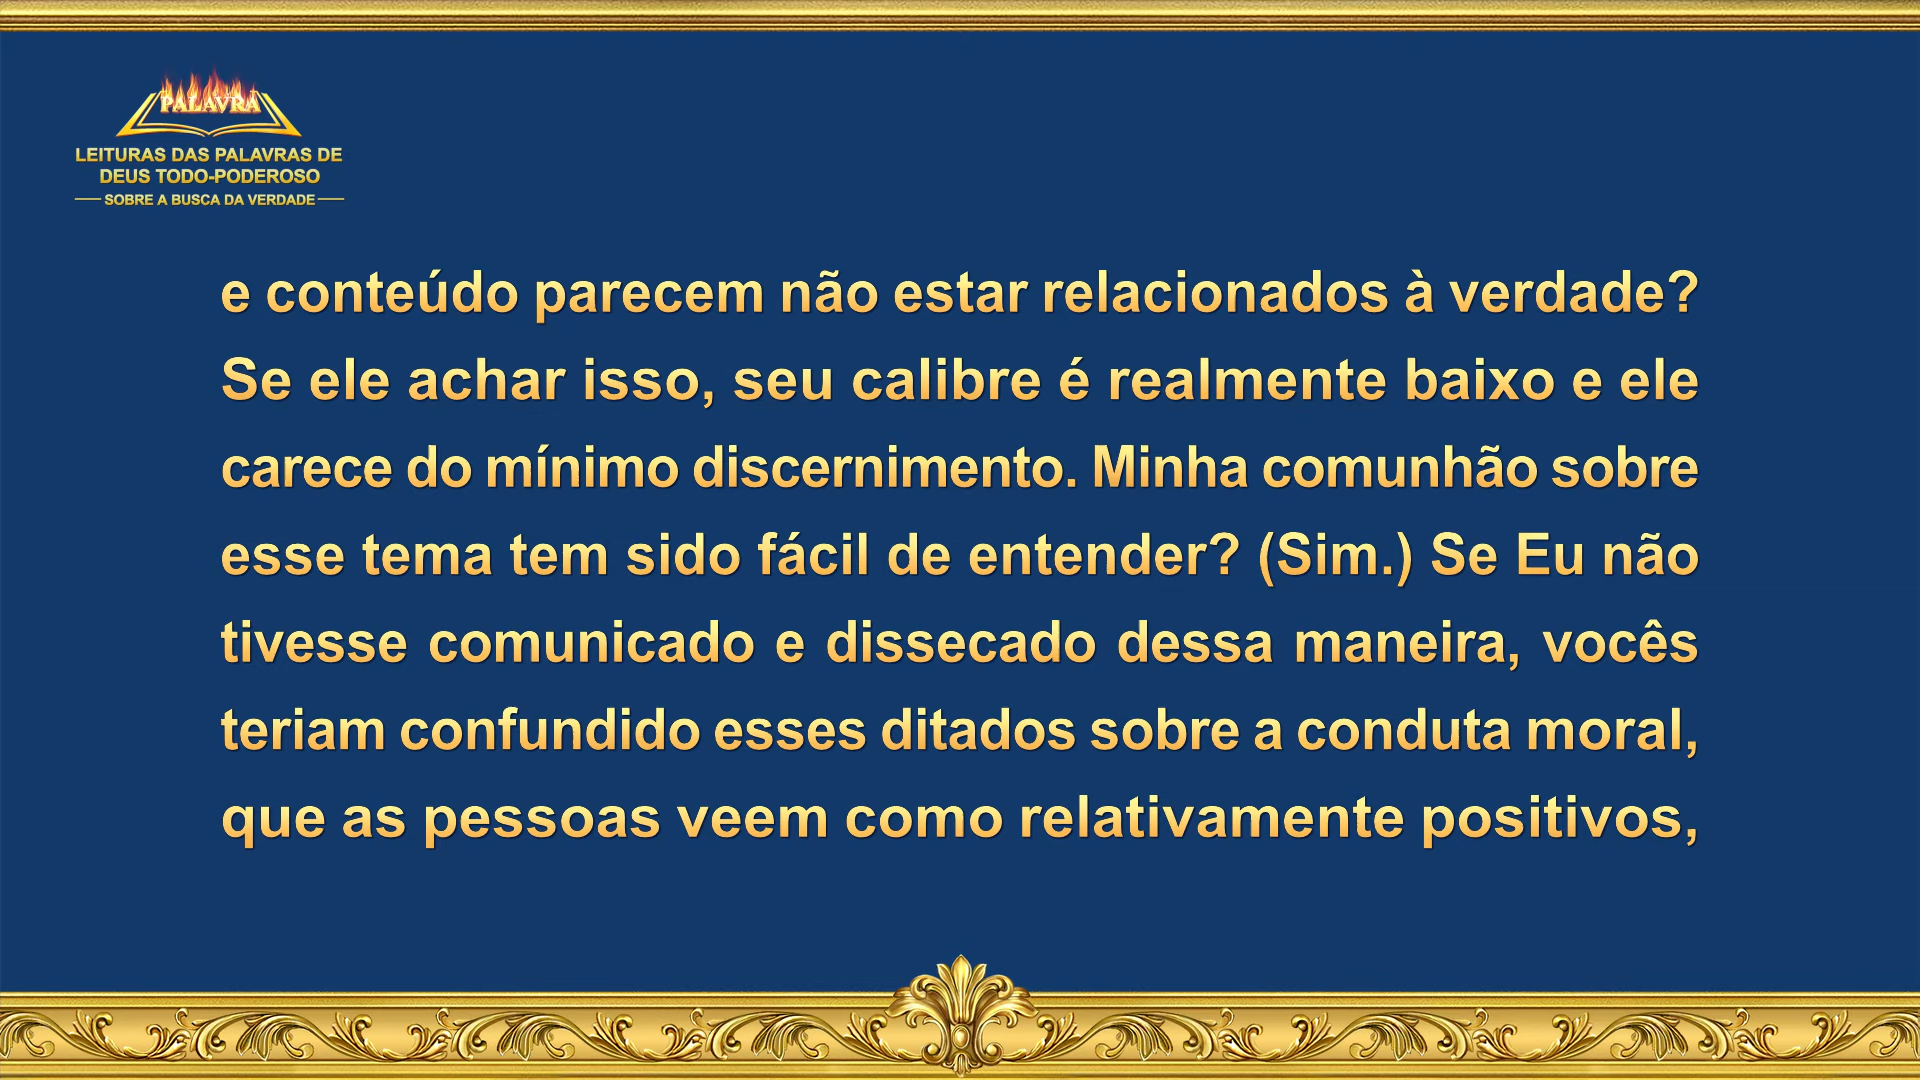 PALAVRA
LEITURAS DAS PALAVRAS DE
DEUS TODO-PODEROSO
SOBRE A BUSCA DA VERDADE
e conteúdo parecem não estar relacionados à verdade?
Se ele achar isso, seu calibre é realmente baixo e ele
carece do mínimo discernimento. Minha comunhão sobre
esse tema tem sido fácil de entender? (Sim.) Se Eu não
tivesse comunicado e dissecado dessa maneira, vocês
teriam confundido esses ditados sobre a conduta moral,
que as pessoas veem como relativamente positivos,